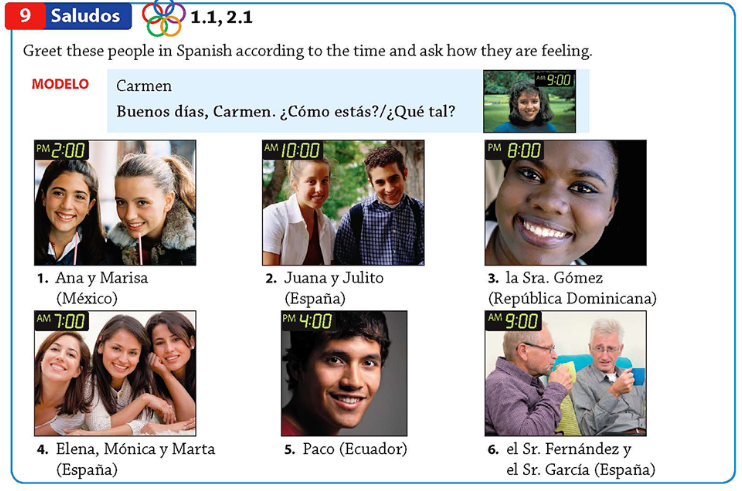 9 Saludos 1.1, 2.1
Greet these people in Spanish according to the time and ask how they are feeling.
MODELO
Carmen
Buenos días, Carmen. ¿Cómo estás?/¿Qué tal?
AM 9:00
PM 2:00
AM 10:00
PM 8:00
1. Ana y Marisa
(México)
2. Juana y Julito
(España)
3. la Sra. Gómez
(República Dominicana)
AM 7:00
PM 4:00
AM 9:00
4. Elena, Mónica y Marta
(España)
5. Paco (Ecuador)
6. el Sr. Fernández y
el Sr. García (España)